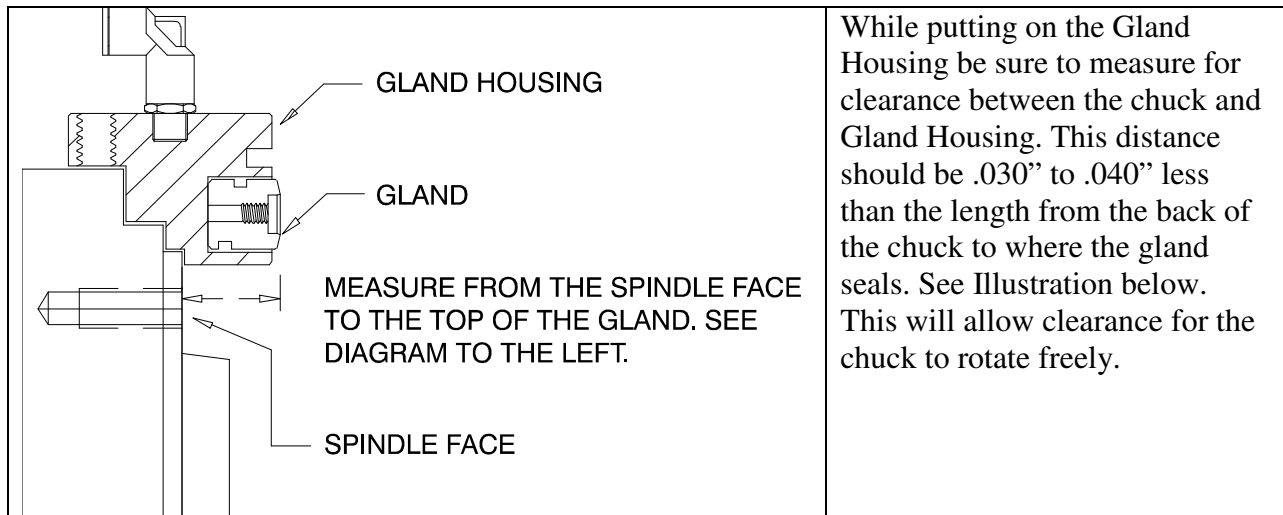 GLAND HOUSING
GLAND
MEASURE FROM THE SPINDLE FACE
TO THE TOP OF THE GLAND. SEE
DIAGRAM TO THE LEFT.
SPINDLE FACE
While putting on the Gland
Housing be sure to measure for
clearance between the chuck and
Gland Housing. This distance
should be .030” to .040” less
than the length from the back of
the chuck to where the gland
seals. See Illustration below.
This will allow clearance for the
chuck to rotate freely.